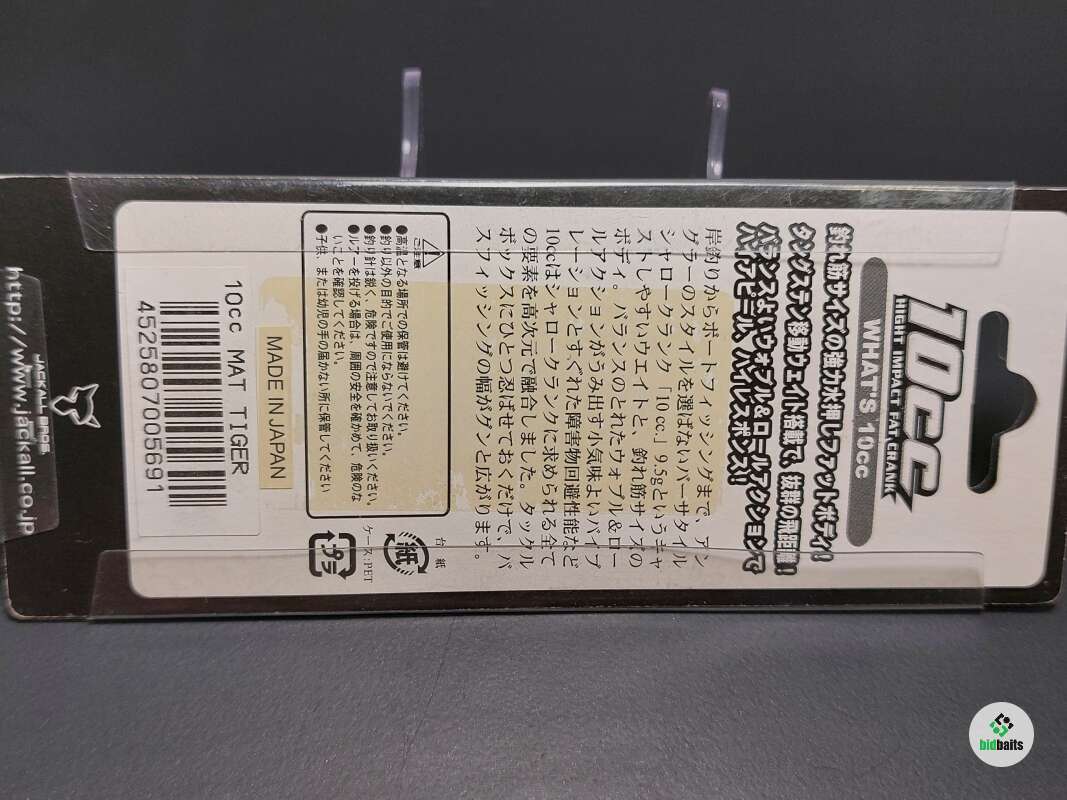 10cc
HIGHT IMPACT FAT CRANK
WHAT'S 10cc
釣れ筋サイズの強力水押しファットボディ!
タングステン移動ウェイト搭載で、抜群の飛距離!
バランスよいウォブル&ロールアクションで
ハイアピール、ハイレスポンス!
岸釣りからボートフィッシングまで、アン
グラーのスタイルを選ばないバーサタイル
シャロークランク「10cc.」9.5gというキャ
ストしやすいウエイトと、釣れ筋サイズの
ボディ。バランスのとれたウォブル&ロー
ルアクションがうみ出す小気味よいバイブ
レーションとすぐれた障害物回避性能など
10ccはシャロークランクに求められる全て
の要素を高次元で融合しました。タックル
ボックスにひとつ忍ばせておくだけで、バ
スフィッシングの幅がグンと広がります。
ご注意
●高温となる場所での保管は避けてください。
●釣り以外の目的でご使用にならないでください。
●釣り針は鋭く、危険ですので注意してお取り扱いください。
●ルアーを投げる場合は、周囲の安全を確かめて、危険のな
いことを確認してください。
●子供、または幼児の手の届かない所に保管してください
台紙
紙
ケース:PET
プラ
MADE IN JAPAN
10cc MAT TIGER
4525807005691
JACKALL BROS.
http://www.jackall.co.jp
bidbaits